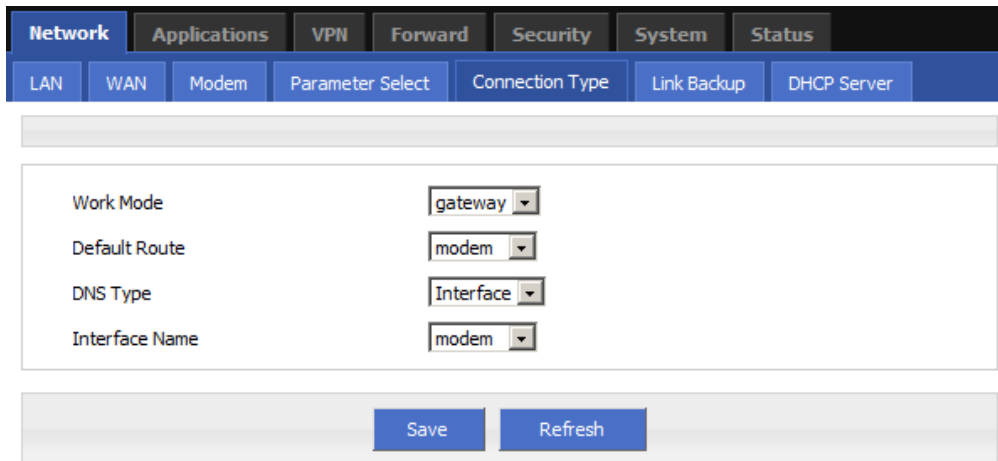 Network Applications VPN Forward Security System Status
LAN WAN Modem Parameter Select Connection Type Link Backup DHCP Server
Work Mode gateway
Default Route modem
DNS Type Interface
Interface Name modem
Save Refresh